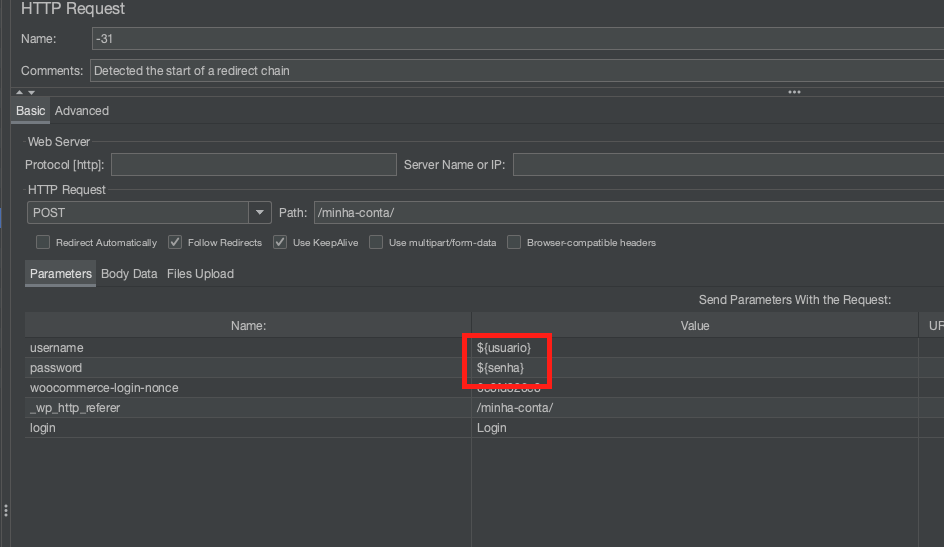 HTTP Request
Name: -31
Comments: Detected the start of a redirect chain
Basic Advanced
Web Server
Protocol [http]: Server Name or IP:
HTTP Request
POST Path: /minha-conta/
Redirect Automatically Follow Redirects Use KeepAlive Use multipart/form-data Browser-compatible headers
Parameters Body Data Files Upload
Send Parameters With the Request:
Name: Value UR
username ${usuario}
password ${senha}
woocommerce-login-nonce
_wp_http_referer /minha-conta/
login Login